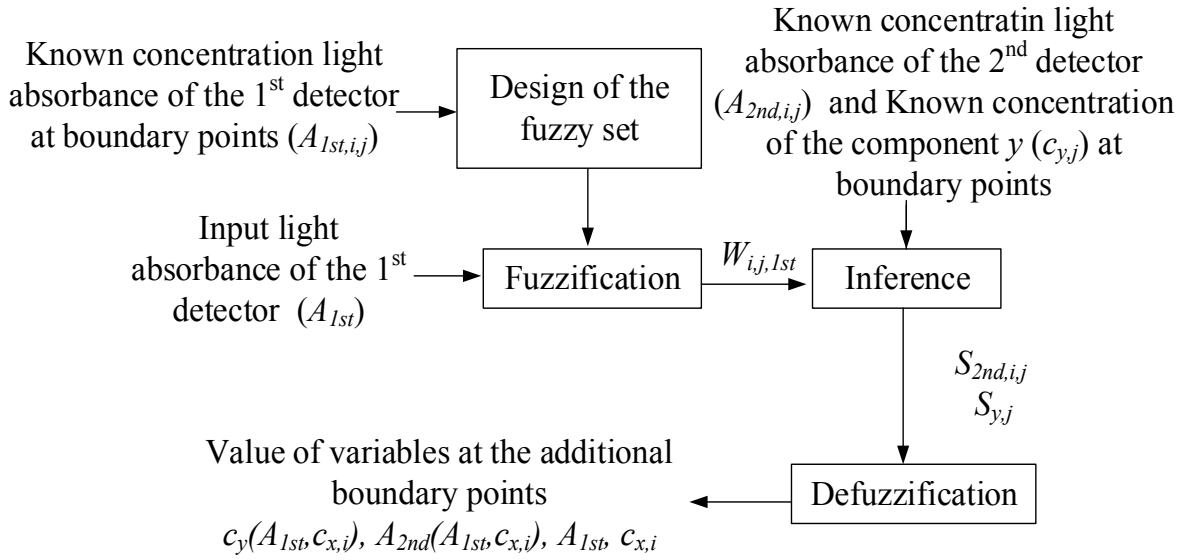 Known concentration light
absorbance of the 1st detector
at boundary points (A1st,i,j)
Design of the
fuzzy set
Known concentratin light
absorbance of the 2nd detector
(A2nd,i,j) and Known concentration
of the component y (cy,j) at
boundary points
Input light
absorbance of the 1st
detector (A1st)
Fuzzification
Wi,j,1st
Inference
S2nd,i,j
Sy,j
Defuzzification
Value of variables at the additional
boundary points
cy(A1st,cx,i), A2nd(A1st,cx,i), A1st, cx,i